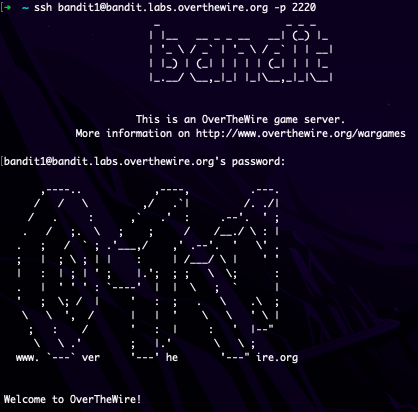 → ~ ssh bandit1@bandit.labs.overthewire.org -p 2220
bandit
This is an OverTheWire game server.
More information on http://www.overthewire.org/wargames
[bandit1@bandit.labs.overthewire.org's password:
www. ver he ire.org
Welcome to OverTheWire!